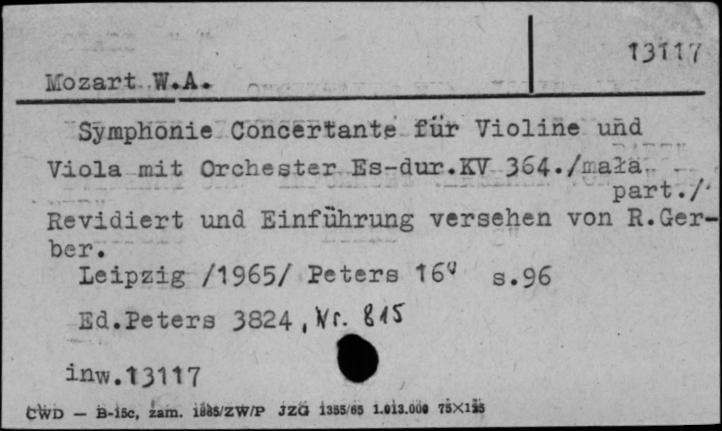 13117
Mozart W.A.
Symphonie Concertante für Violine und
Viola mit Orchester Es-dur.KV 364./mała
part./
Revidiert und Einführung versehen von R.Ger-
ber.
Leipzig /1965/ Peters 16° s.96
Ed.Peters 3824, Nr. 815
inw.13117
CWD — B-15c, zam. 1885/ZW/P JZG 1355/65 1.013.000 75×125